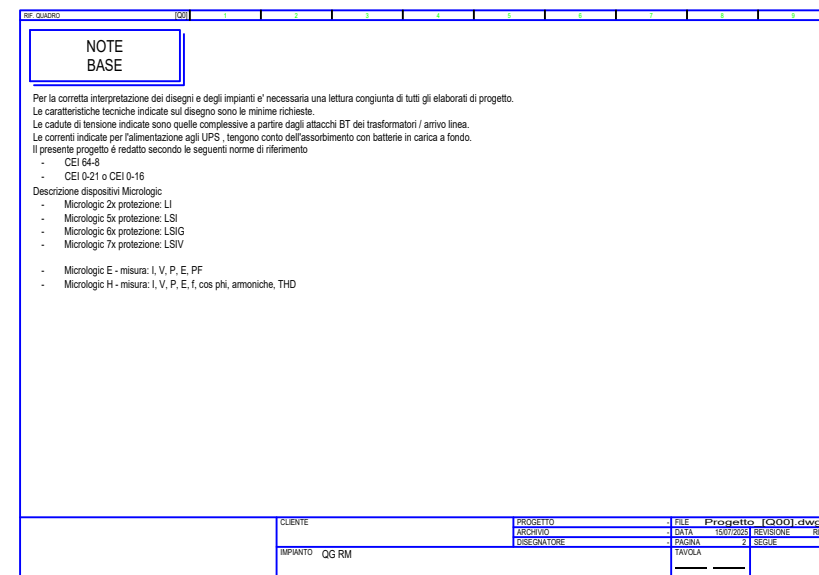 RIF. QUADRO [Q0] 1 2 3 4 5 6 7 8 9
NOTE
BASE
Per la corretta interpretazione dei disegni e degli impianti e' necessaria una lettura congiunta di tutti gli elaborati di progetto.
Le caratteristiche tecniche indicate sul disegno sono le minime richieste.
Le cadute di tensione indicate sono quelle complessive a partire dagli attacchi BT dei trasformatori / arrivo linea.
Le correnti indicate per l'alimentazione agli UPS , tengono conto dell'assorbimento con batterie in carica a fondo.
Il presente progetto é redatto secondo le seguenti norme di riferimento
- CEI 64-8
- CEI 0-21 o CEI 0-16
Descrizione dispositivi Micrologic
- Micrologic 2x protezione: LI
- Micrologic 5x protezione: LSI
- Micrologic 6x protezione: LSIG
- Micrologic 7x protezione: LSIV
- Micrologic E - misura: I, V, P, E, PF
- Micrologic H - misura: I, V, P, E, f, cos phi, armoniche, THD
CLIENTE PROGETTO - FILE Progetto [Q00].dwg
ARCHIVIO - DATA 15/07/2025 REVISIONE
DISEGNATORE - PAGINA 2 SEGUE
IMPIANTO QG RM TAVOLA